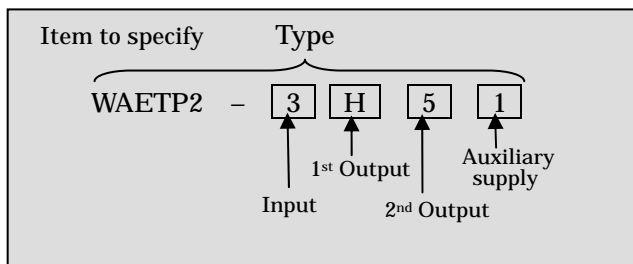 Item to specify Type
WAETP2 – 3 H 5 1
1st Output
Auxiliary
supply
Input
2nd Output